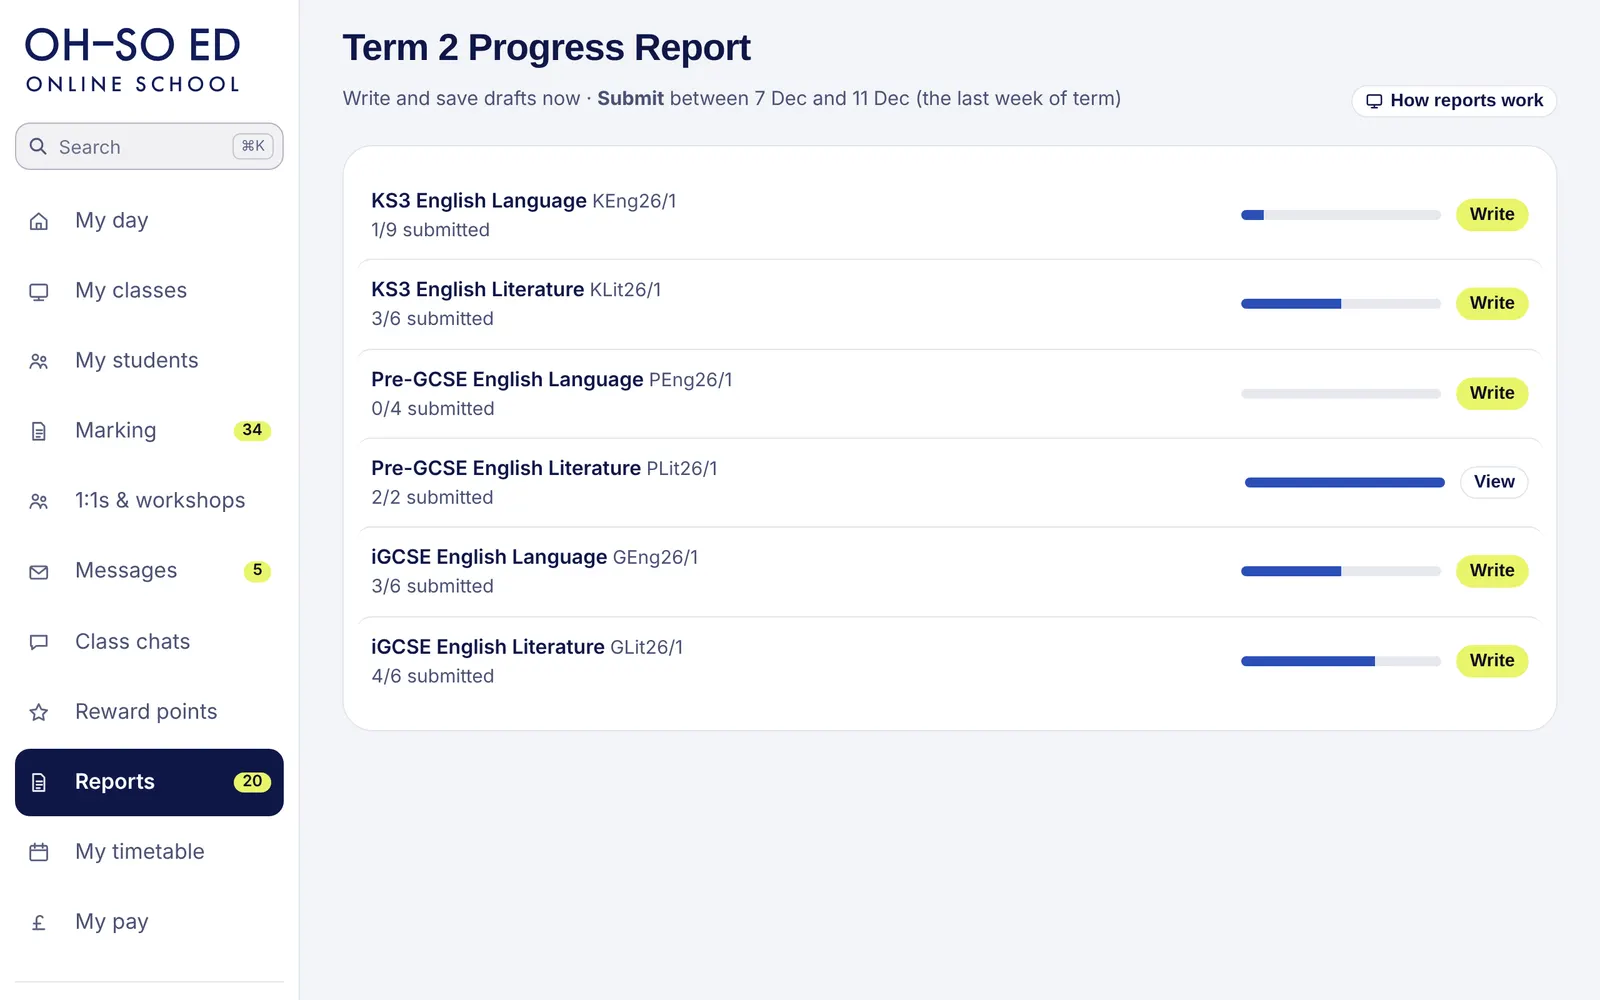 OH-SO ED
ONLINE SCHOOL
Search
⌘K
My day
My classes
My students
Marking
34
1:1s & workshops
Messages
5
Class chats
Reward points
Reports
20
My timetable
£ My pay
Term 2 Progress Report
Write and save drafts now · Submit between 7 Dec and 11 Dec (the last week of term)
How reports work
KS3 English Language KEng26/1
1/9 submitted
Write
KS3 English Literature KLit26/1
3/6 submitted
Write
Pre-GCSE English Language PEng26/1
0/4 submitted
Write
Pre-GCSE English Literature PLit26/1
2/2 submitted
View
iGCSE English Language GEng26/1
3/6 submitted
Write
iGCSE English Literature GLit26/1
4/6 submitted
Write